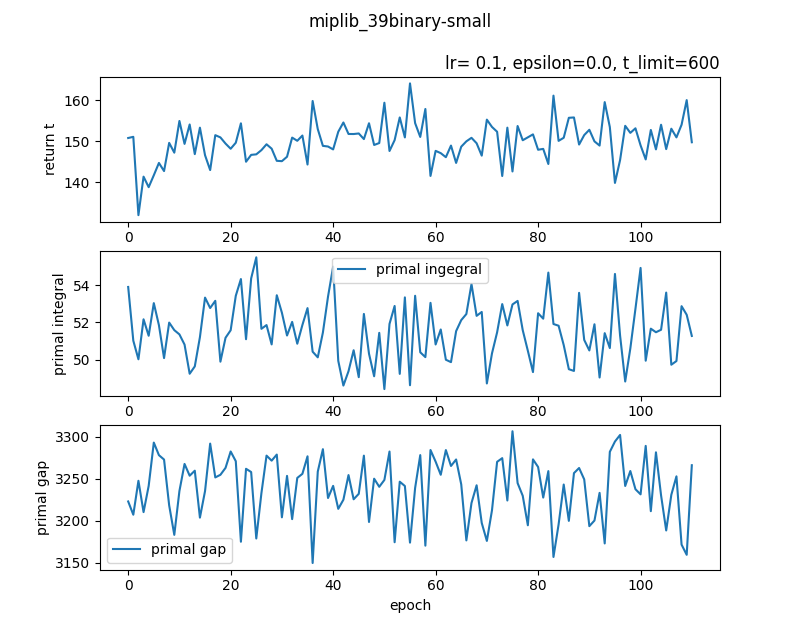 miplib_39binary-small
lr= 0.1, epsilon=0.0, t_limit=600
return t
160
150
140
0 20 40 60 80 100
primal integral
primal ingegral
54
52
50
0 20 40 60 80 100
primal gap
3300
3250
3200
3150
primal gap
0 20 40 60 80 100
epoch